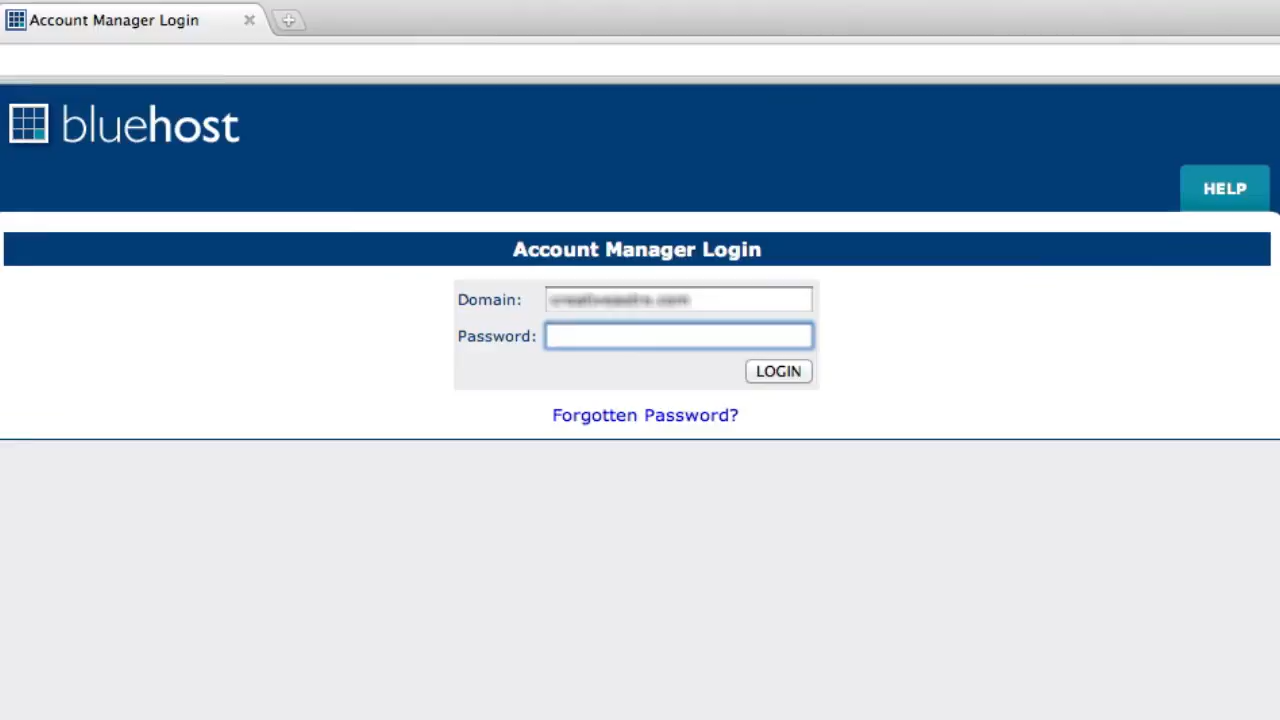 Account Manager Login
bluehost
HELP
Account Manager Login
Domain:
Password:
LOGIN
Forgotten Password?